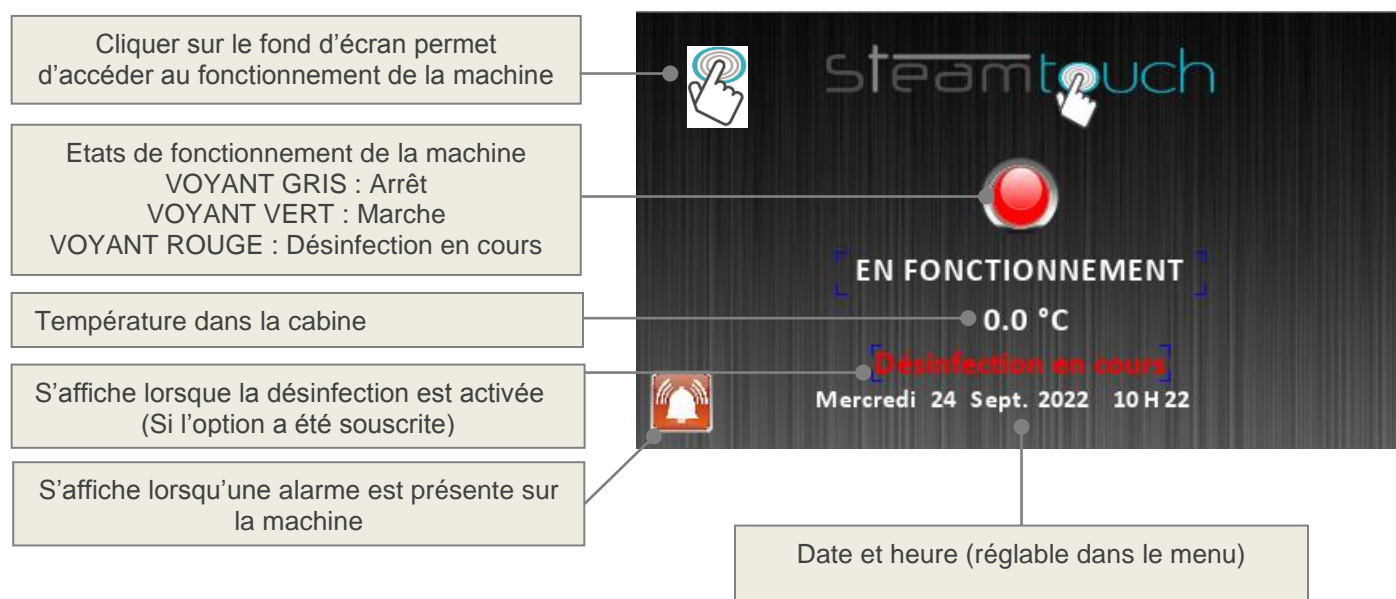 Cliquer sur le fond d’écran permet
d’accéder au fonctionnement de la machine
Etats de fonctionnement de la machine
VOYANT GRIS : Arrêt
VOYANT VERT : Marche
VOYANT ROUGE : Désinfection en cours
Température dans la cabine
S’affiche lorsque la désinfection est activée
(Si l’option a été souscrite)
S’affiche lorsqu’une alarme est présente sur
la machine
steamtouch
EN FONCTIONNEMENT
0.0 °C
Désinfection en cours
Mercredi 24 Sept. 2022 10 H 22
Date et heure (réglable dans le menu)